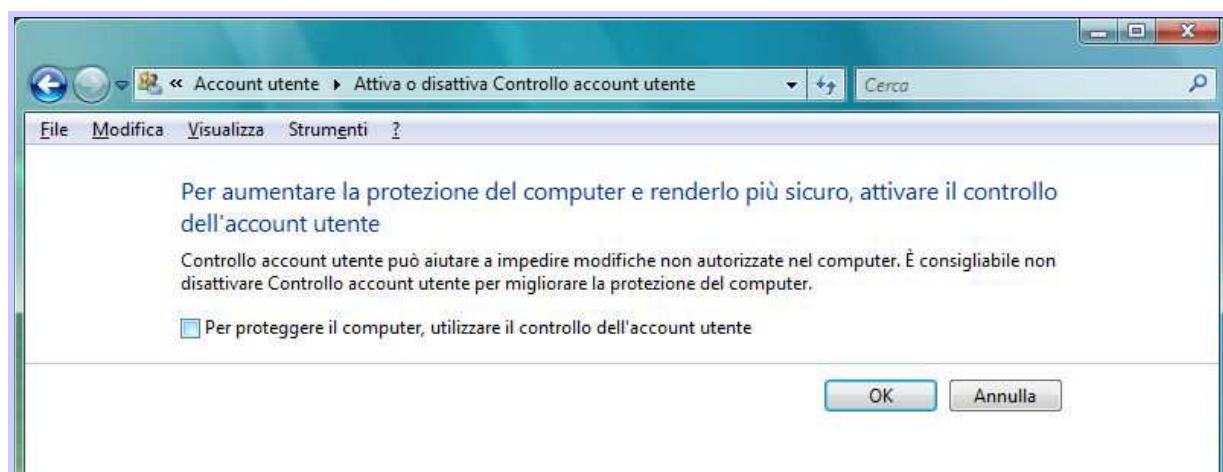 « Account utente ▸ Attiva o disattiva Controllo account utente
Cerca
File Modifica Visualizza Strumenti ?
Per aumentare la protezione del computer e renderlo più sicuro, attivare il controllo
dell'account utente
Controllo account utente può aiutare a impedire modifiche non autorizzate nel computer. È consigliabile non
disattivare Controllo account utente per migliorare la protezione del computer.
Per proteggere il computer, utilizzare il controllo dell'account utente
OK Annulla